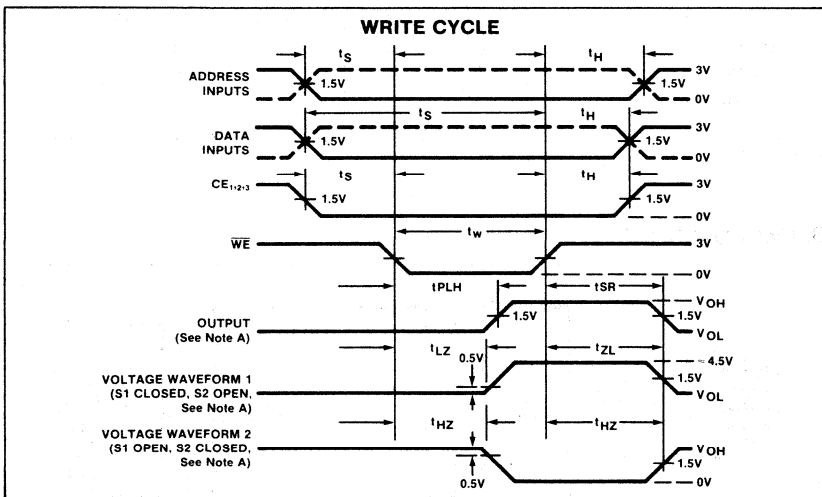 WRITE CYCLE
tS
tH
ADDRESS
INPUTS
1.5V
1.5V
3V
0V
tS
tH
DATA
INPUTS
1.5V
1.5V
3V
0V
CE1+2+3
tS
tH
1.5V
1.5V
3V
0V
WE
tw
3V
0V
tPLH
tSR
OUTPUT
(See Note A)
1.5V
1.5V
VOH
VOL
tLZ
tZL
0.5V
≈4.5V
1.5V
VOL
VOLTAGE WAVEFORM 1
(S1 CLOSED, S2 OPEN,
See Note A)
tHZ
tHZ
VOLTAGE WAVEFORM 2
(S1 OPEN, S2 CLOSED,
See Note A)
0.5V
VOH
1.5V
0V